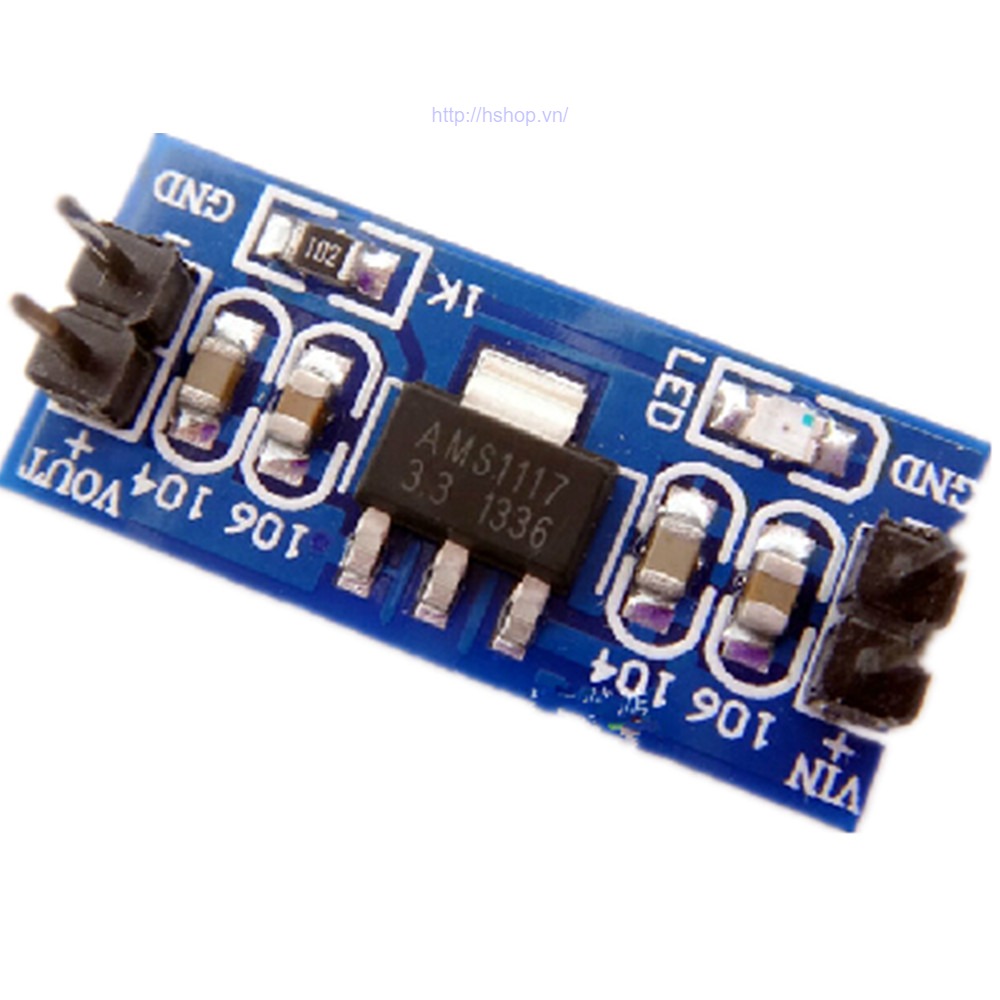 http://hshop.vn/
GND
-
102
1K
LED
GND
AMS1117
3.3 1336
+
VOUT
104
106
104
106
+
VIN